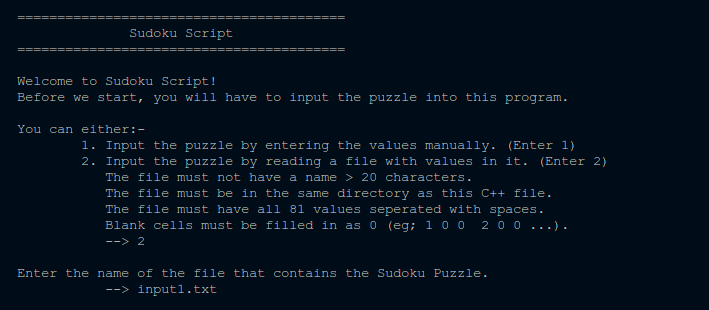 =========================================
Sudoku Script
=========================================
Welcome to Sudoku Script!
Before we start, you will have to input the puzzle into this program.
You can either:-
1. Input the puzzle by entering the values manually. (Enter 1)
2. Input the puzzle by reading a file with values in it. (Enter 2)
The file must not have a name > 20 characters.
The file must be in the same directory as this C++ file.
The file must have all 81 values seperated with spaces.
Blank cells must be filled in as 0 (eg; 1 0 0  2 0 0 ...).
--> 2
Enter the name of the file that contains the Sudoku Puzzle.
--> input1.txt